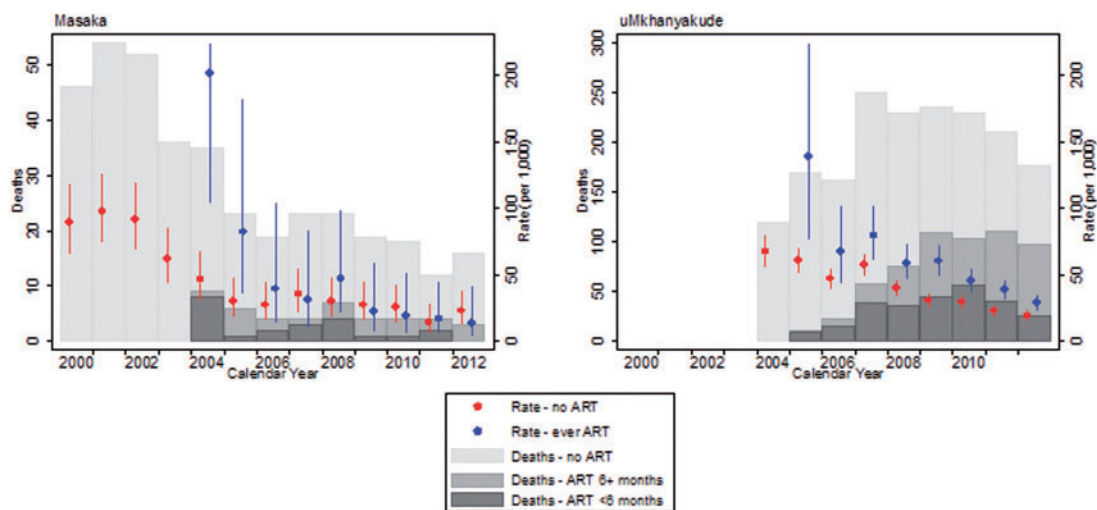 Masaka
50
40
30
20
10
0
Deaths
200
150
100
50
0
Rate(per 1,000)
2000 2002 2004 2006 2008 2010 2012
Calendar Year
uMkhanyakude
300
250
200
150
100
50
0
Deaths
200
150
100
50
0
Rate(per 1,000)
2000 2002 2004 2006 2008 2010
Calendar Year
Rate - no ART
Rate - ever ART
Deaths - no ART
Deaths - ART 6+ months
Deaths - ART <6 months